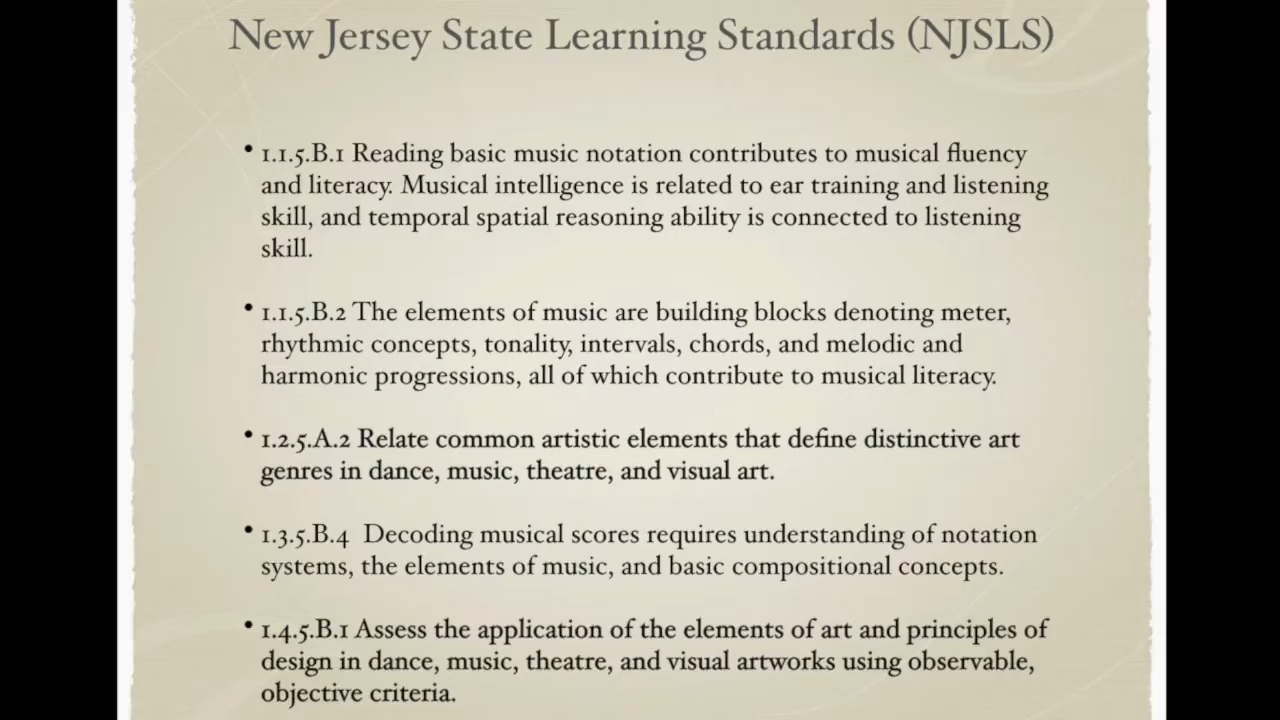 New Jersey State Learning Standards (NJSLS)
• 1.1.5.B.1 Reading basic music notation contributes to musical fluency
and literacy. Musical intelligence is related to ear training and listening
skill, and temporal spatial reasoning ability is connected to listening
skill.
• 1.1.5.B.2 The elements of music are building blocks denoting meter,
rhythmic concepts, tonality, intervals, chords, and melodic and
harmonic progressions, all of which contribute to musical literacy.
• 1.2.5.A.2 Relate common artistic elements that define distinctive art
genres in dance, music, theatre, and visual art.
• 1.3.5.B.4 Decoding musical scores requires understanding of notation
systems, the elements of music, and basic compositional concepts.
• 1.4.5.B.1 Assess the application of the elements of art and principles of
design in dance, music, theatre, and visual artworks using observable,
objective criteria.